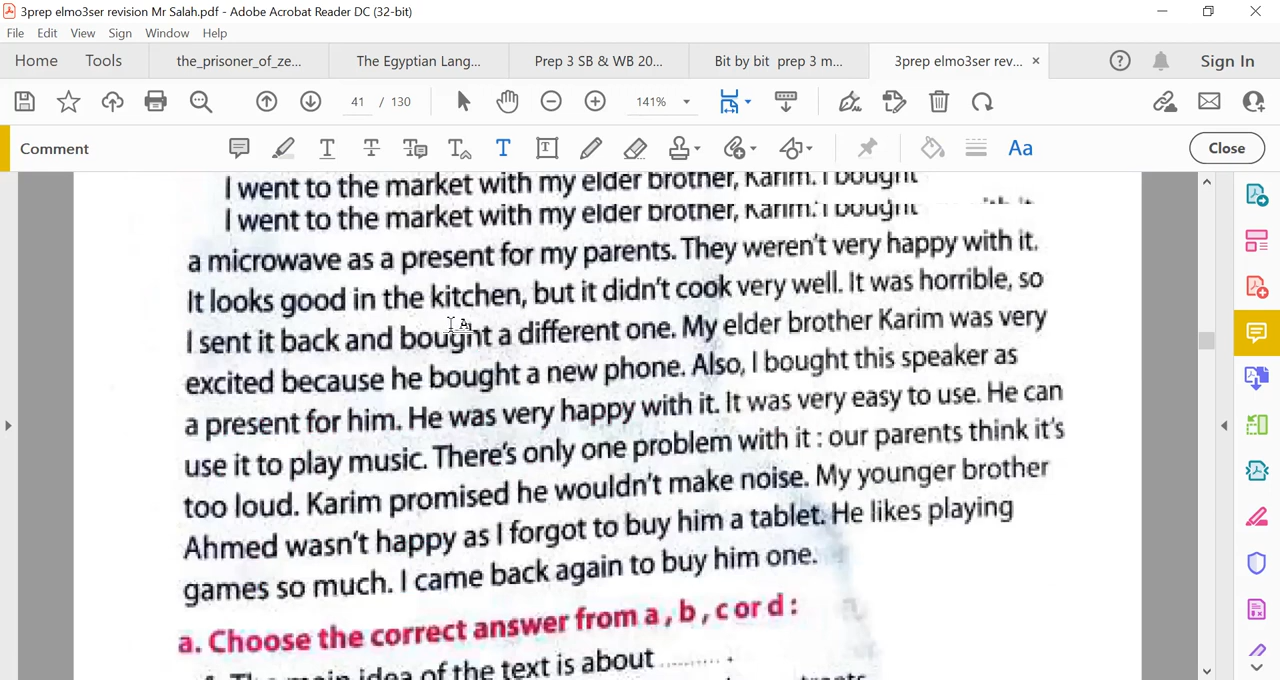 3prep elmo3ser revision Mr Salah.pdf - Adobe Acrobat Reader DC (32-bit)
File Edit View Sign Window Help
Home Tools the_prisoner_of_ze... The Egyptian Lang... Prep 3 SB & WB 20... Bit by bit prep 3 m... 3prep elmo3ser rev... × Sign In
41 / 130 141%
Comment Aa Close
I went to the market with my elder brother, Karim. I bought
I went to the market with my elder brother, Karim. I bought
a microwave as a present for my parents. They weren't very happy with it.
It looks good in the kitchen, but it didn't cook very well. It was horrible, so
I sent it back and bought a different one. My elder brother Karim was very
excited because he bought a new phone. Also, I bought this speaker as
a present for him. He was very happy with it. It was very easy to use. He can
use it to play music. There's only one problem with it : our parents think it's
too loud. Karim promised he wouldn't make noise. My younger brother
Ahmed wasn't happy as I forgot to buy him a tablet. He likes playing
games so much. I came back again to buy him one.
a. Choose the correct answer from a , b , c or d :
The main idea of the text is about ..........